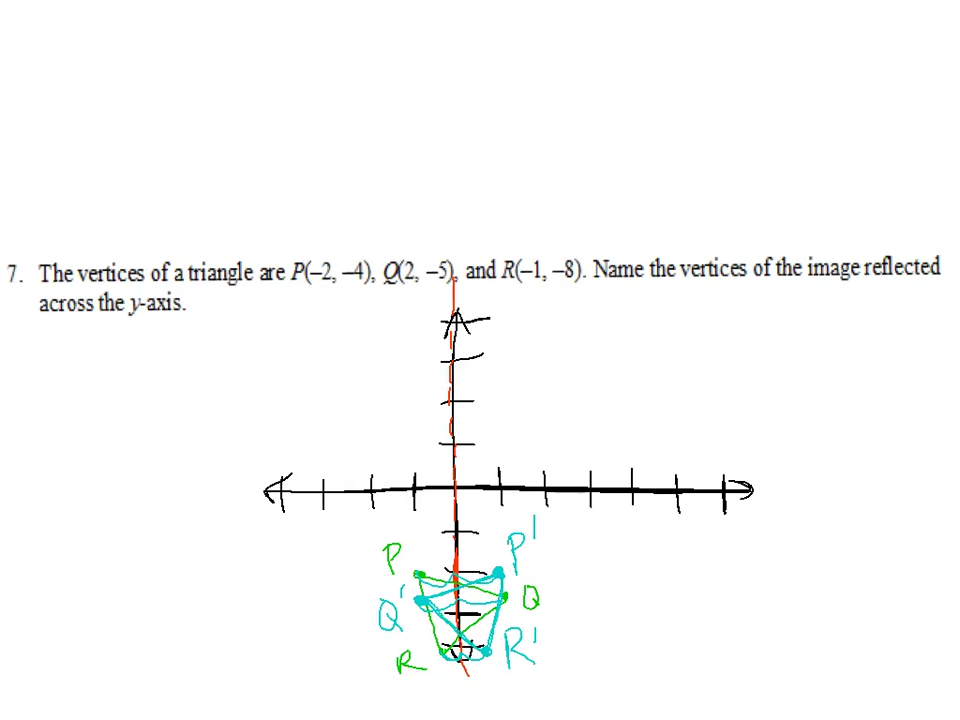 7. The vertices of a triangle are P(–2, –4), Q(2, –5), and R(–1, –8). Name the vertices of the image reflected
across the y-axis.
P P'
Q' Q
R R'